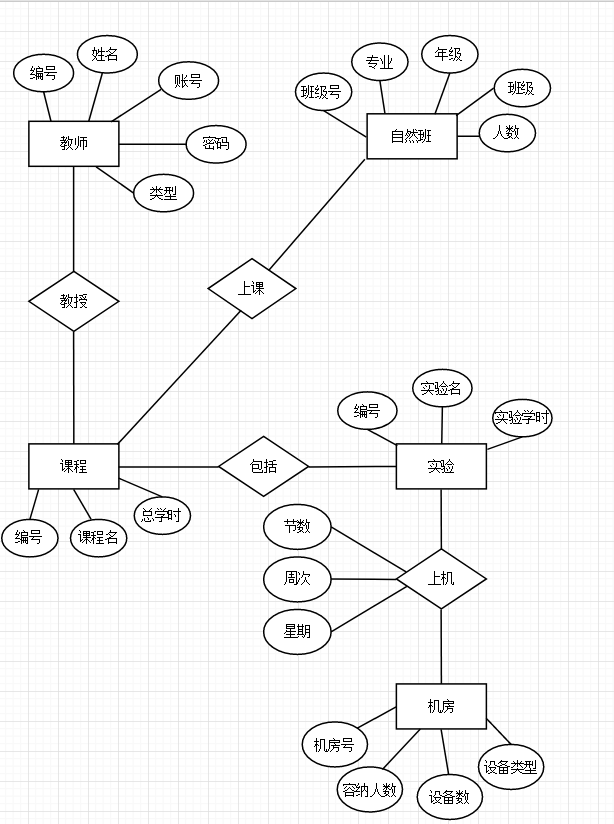 姓名
编号
账号
教师
密码
类型
专业
年级
班级号
班级
自然班
人数
教授
上课
实验名
编号
实验学时
课程
包括
实验
编号
课程名
总学时
节数
周次
上机
星期
机房
机房号
容纳人数
设备数
设备类型